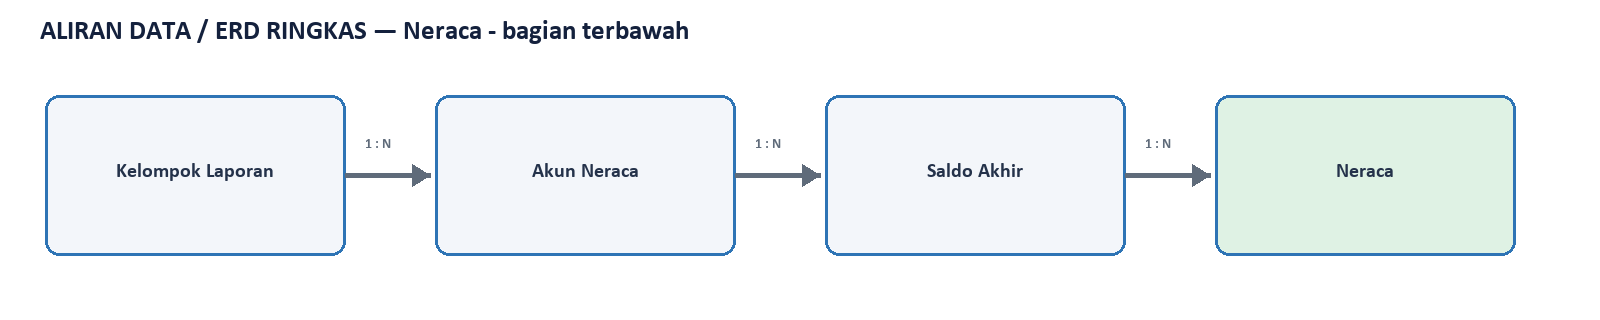 ALIRAN DATA / ERD RINGKAS — Neraca - bagian terbawah
Kelompok Laporan
1 : N
Akun Neraca
1 : N
Saldo Akhir
1 : N
Neraca